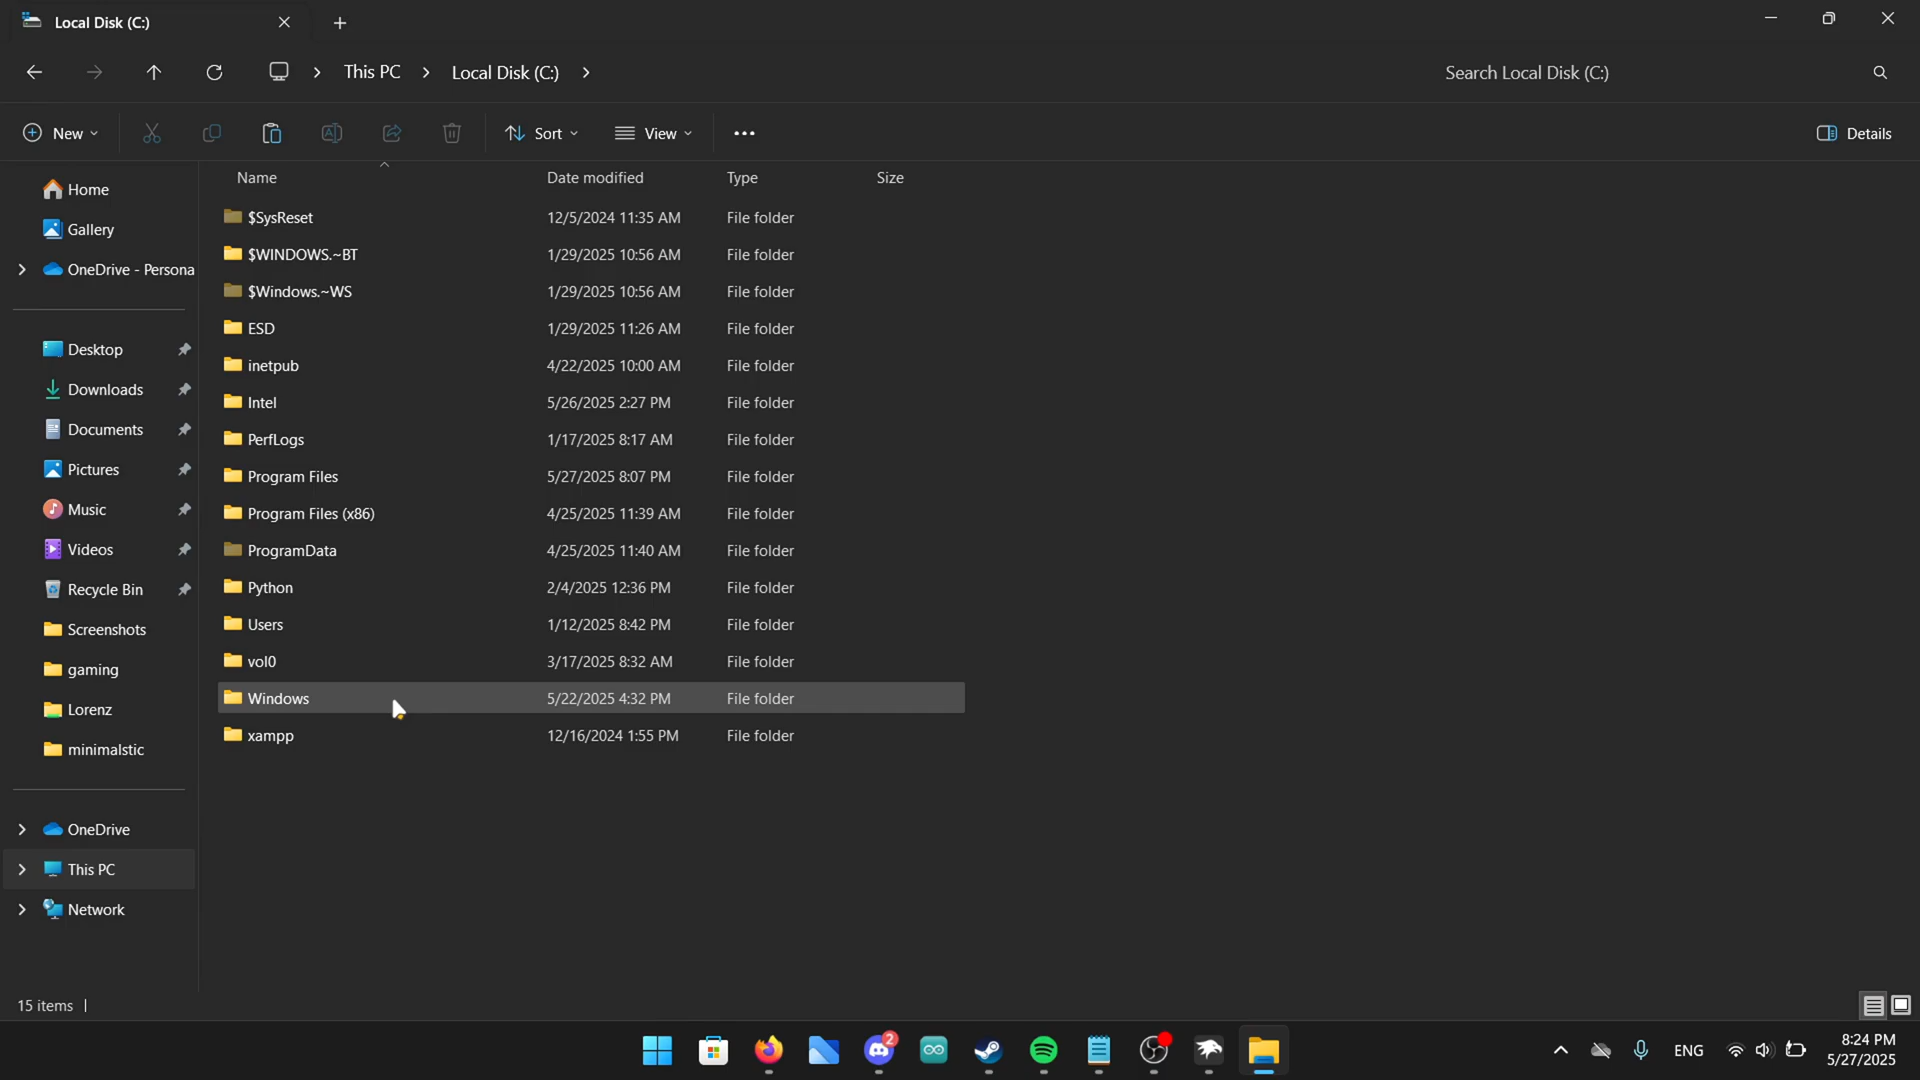 Local Disk (C:)
This PC
Local Disk (C:)
Search Local Disk (C:)
New
Sort
View
Details
Home
Gallery
OneDrive - Persona
Desktop
Downloads
Documents
Pictures
Music
Videos
Recycle Bin
Screenshots
gaming
Lorenz
minimalstic
OneDrive
This PC
Network
Name Date modified Type Size
$SysReset 12/5/2024 11:35 AM File folder
$WINDOWS.~BT 1/29/2025 10:56 AM File folder
$Windows.~WS 1/29/2025 10:56 AM File folder
ESD 1/29/2025 11:26 AM File folder
inetpub 4/22/2025 10:00 AM File folder
Intel 5/26/2025 2:27 PM File folder
PerfLogs 1/17/2025 8:17 AM File folder
Program Files 5/27/2025 8:07 PM File folder
Program Files (x86) 4/25/2025 11:39 AM File folder
ProgramData 4/25/2025 11:40 AM File folder
Python 2/4/2025 12:36 PM File folder
Users 1/12/2025 8:42 PM File folder
vol0 3/17/2025 8:32 AM File folder
Windows 5/22/2025 4:32 PM File folder
xampp 12/16/2024 1:55 PM File folder
15 items
2
ENG
8:24 PM
5/27/2025